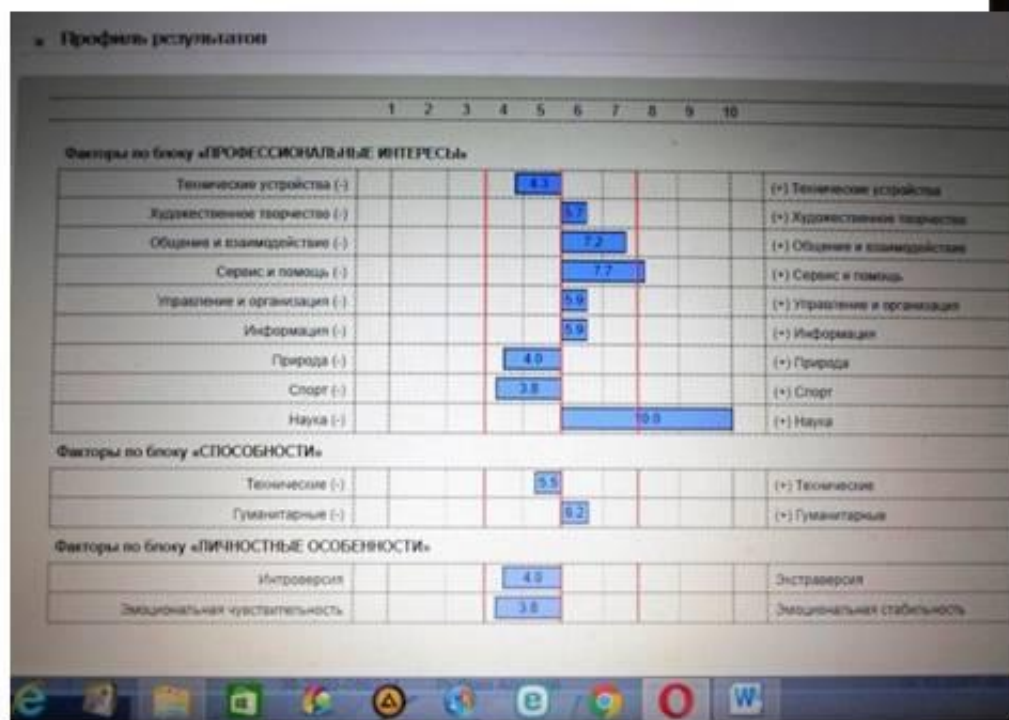 Профиль результатов
1 2 3 4 5 6 7 8 9 10
Факторы по блоку «ПРОФЕССИОНАЛЬНЫЕ ИНТЕРЕСЫ»
Технические устройства (-) 4.3 (+) Технические устройства
Художественное творчество (-) 5.7 (+) Художественное творчество
Общение и взаимодействие (-) 7.2 (+) Общение и взаимодействие
Сервис и помощь (-) 7.7 (+) Сервис и помощь
Управление и организация (-) 5.9 (+) Управление и организация
Информация (-) 5.9 (+) Информация
Природа (-) 4.0 (+) Природа
Спорт (-) 3.8 (+) Спорт
Наука (-) 10.0 (+) Наука
Факторы по блоку «СПОСОБНОСТИ»
Технические (-) 5.5 (+) Технические
Гуманитарные (-) 6.2 (+) Гуманитарные
Факторы по блоку «ЛИЧНОСТНЫЕ ОСОБЕННОСТИ»
Интроверсия 4.0 Экстраверсия
Эмоциональная чувствительность 3.8 Эмоциональная стабильность